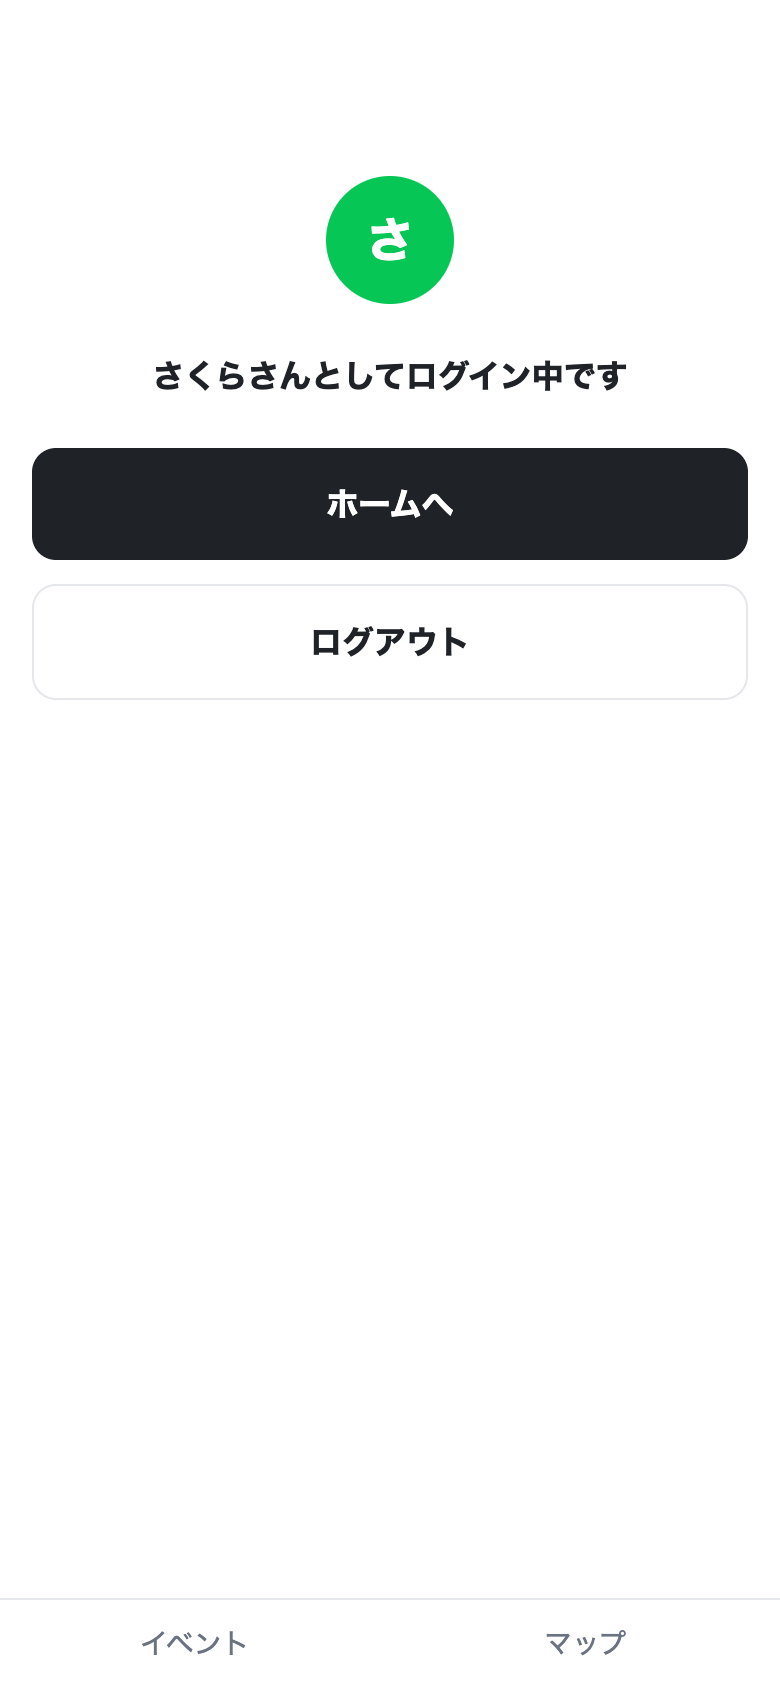 さ
さくらさんとしてログイン中です
ホームへ
ログアウト
イベント
マップ